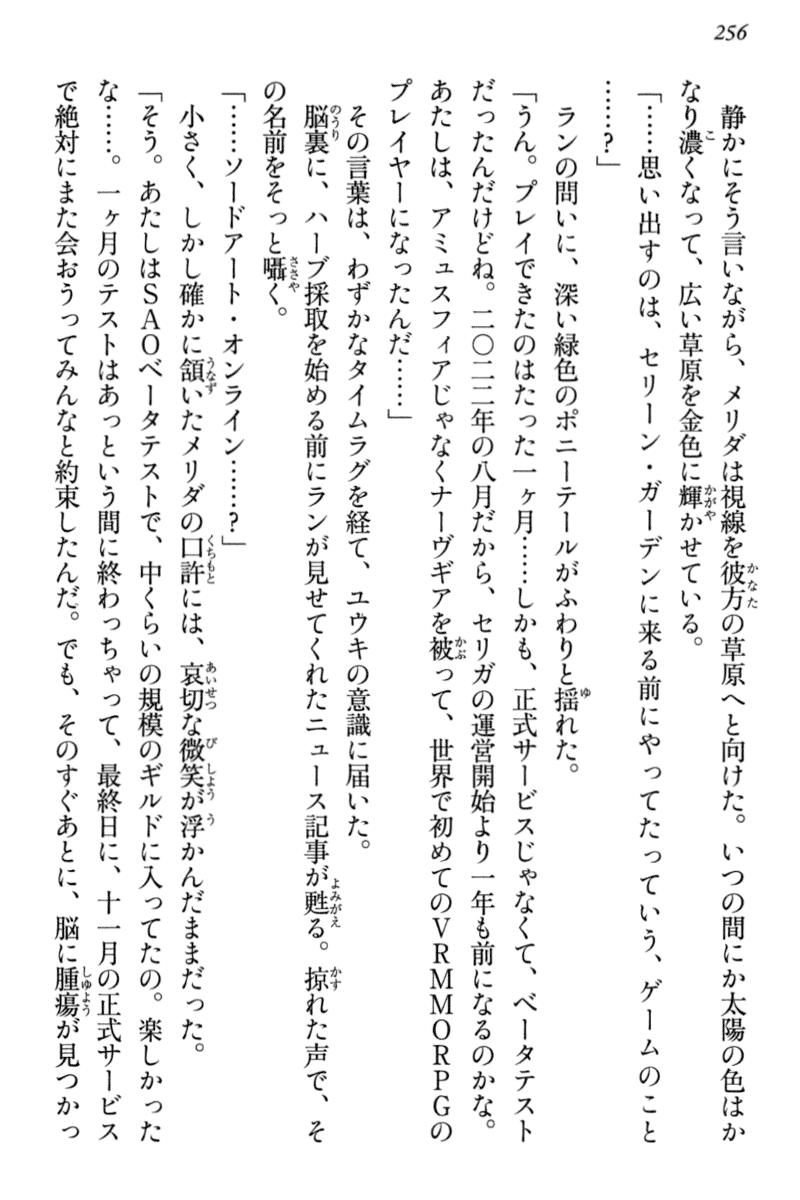 256
静かにそう言いながら、メリダは視線を彼方の草原へと向けた。いつの間にか太陽の色はか
なり濃くなって、広い草原を金色に輝かせている。
「……思い出すのは、セリーン・ガーデンに来る前にやってたっていう、ゲームのこと
……？」
ランの問いに、深い緑色のポニーテールがふわりと揺れた。
「うん。プレイできたのはたった一ヶ月……しかも、正式サービスじゃなくて、ベータテスト
だったんだけどね。二〇二二年の八月だから、セリガの運営開始より一年も前になるのかな。
あたしは、アミュスフィアじゃなくナーヴギアを被って、世界で初めてのＶＲＭＭＯＲＰＧの
プレイヤーになったんだ……」
その言葉は、わずかなタイムラグを経て、ユウキの意識に届いた。
脳裏に、ハーブ採取を始める前にランが見せてくれたニュース記事が甦る。掠れた声で、そ
の名前をそっと囁く。
「……ソードアート・オンライン……？」
小さく、しかし確かに頷いたメリダの口許には、哀切な微笑が浮かんだままだった。
「そう。あたしはＳＡＯベータテストで、中くらいの規模のギルドに入ってたの。楽しかった
な……。一ヶ月のテストはあっという間に終わっちゃって、最終日に、十一月の正式サービス
で絶対にまた会おうってみんなと約束したんだ。でも、そのすぐあとに、脳に腫瘍が見つかっ